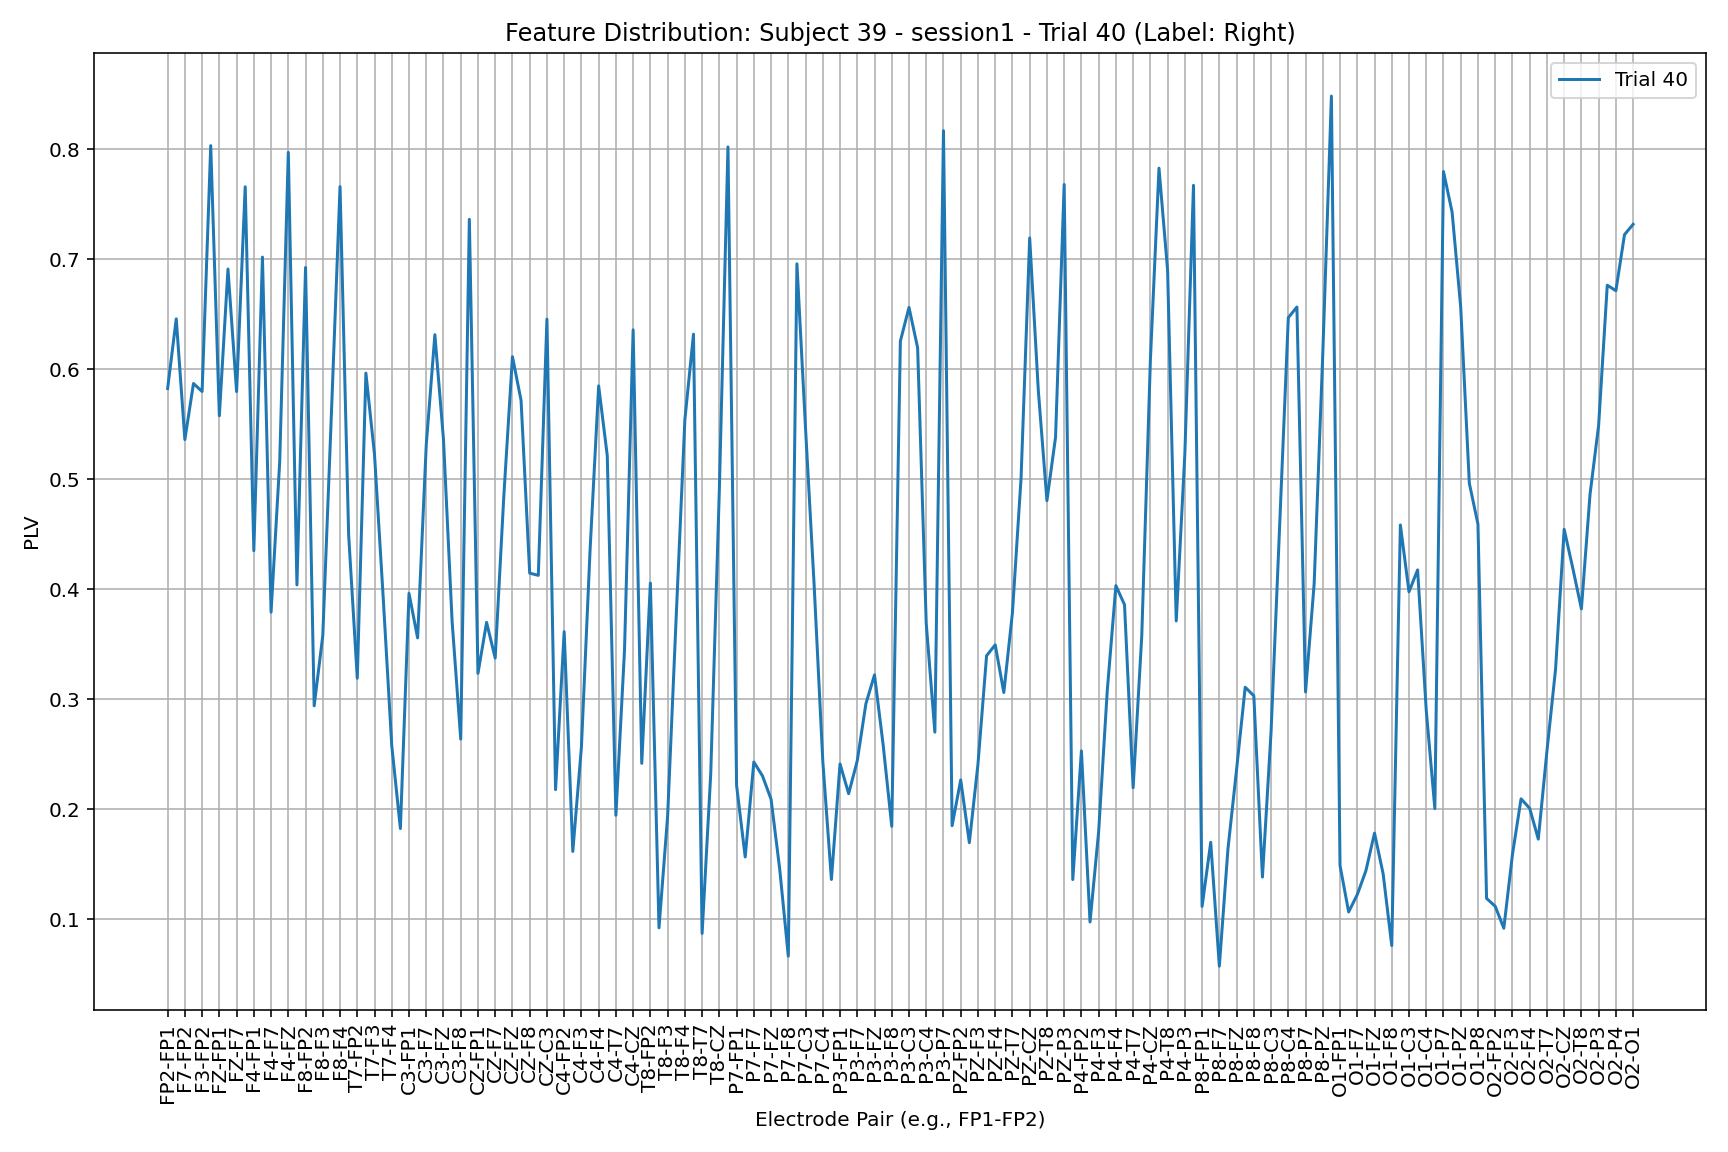 Feature Distribution: Subject 39 - session1 - Trial 40 (Label: Right)
Trial 40
PLV
0.8
0.7
0.6
0.5
0.4
0.3
0.2
0.1
FP2-FP1
F7-FP2
F3-FP2
FZ-FP1
FZ-F7
F4-FP1
F4-F7
F4-FZ
F8-FP2
F8-F3
F8-F4
T7-FP2
T7-F3
T7-F4
C3-FP1
C3-F7
C3-FZ
C3-F8
CZ-FP1
CZ-F7
CZ-FZ
CZ-F8
CZ-C3
C4-FP2
C4-F3
C4-F4
C4-T7
C4-CZ
T8-FP2
T8-F3
T8-F4
T8-T7
T8-CZ
P7-FP1
P7-F7
P7-FZ
P7-F8
P7-C3
P7-C4
P3-FP1
P3-F7
P3-FZ
P3-F8
P3-C3
P3-C4
P3-P7
PZ-FP2
PZ-F3
PZ-F4
PZ-T7
PZ-CZ
PZ-T8
PZ-P3
P4-FP2
P4-F3
P4-F4
P4-T7
P4-CZ
P4-T8
P4-P3
P8-FP1
P8-F7
P8-FZ
P8-F8
P8-C3
P8-C4
P8-P7
P8-PZ
O1-FP1
O1-F7
O1-FZ
O1-F8
O1-C3
O1-C4
O1-P7
O1-PZ
O1-P8
O2-FP2
O2-F3
O2-F4
O2-T7
O2-CZ
O2-T8
O2-P3
O2-P4
O2-O1
Electrode Pair (e.g., FP1-FP2)